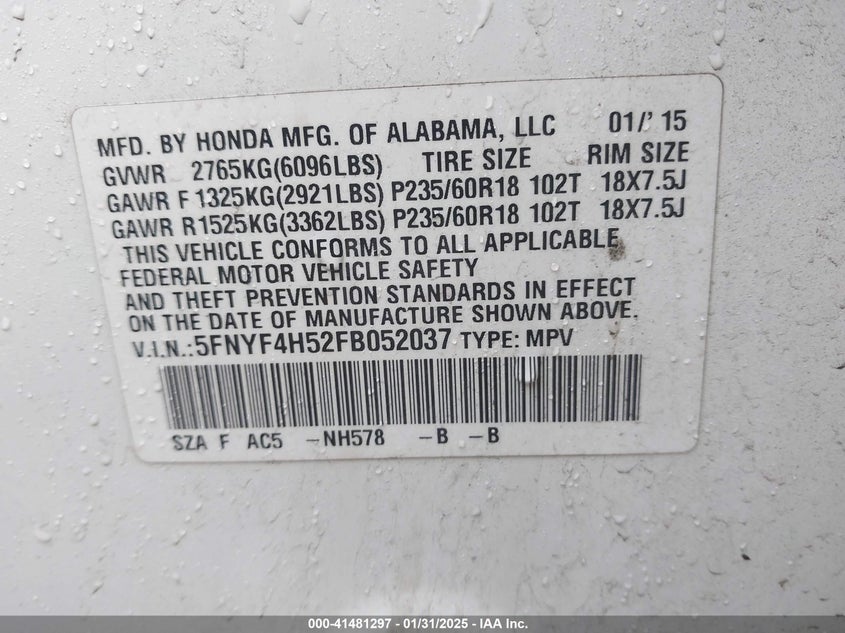 MFD. BY HONDA MFG. OF ALABAMA, LLC 01/' 15
GVWR 2765KG(6096LBS) TIRE SIZE RIM SIZE
GAWR F 1325KG(2921LBS) P235/60R18 102T 18X7.5J
GAWR R1525KG(3362LBS) P235/60R18 102T 18X7.5J
THIS VEHICLE CONFORMS TO ALL APPLICABLE
FEDERAL MOTOR VEHICLE SAFETY
AND THEFT PREVENTION STANDARDS IN EFFECT
ON THE DATE OF MANUFACTURE SHOWN ABOVE.
V.I.N.:5FNYF4H52FB052037 TYPE: MPV
SZA F AC5 -NH578 -B -B
000-41481297 - 01/31/2025 - IAA Inc.